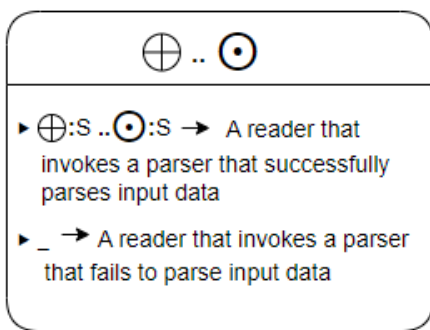 ⊕ .. ⊙
▸ ⊕:S ..⊙:S → A reader that
invokes a parser that successfully
parses input data
▸ _ → A reader that invokes a parser
that fails to parse input data